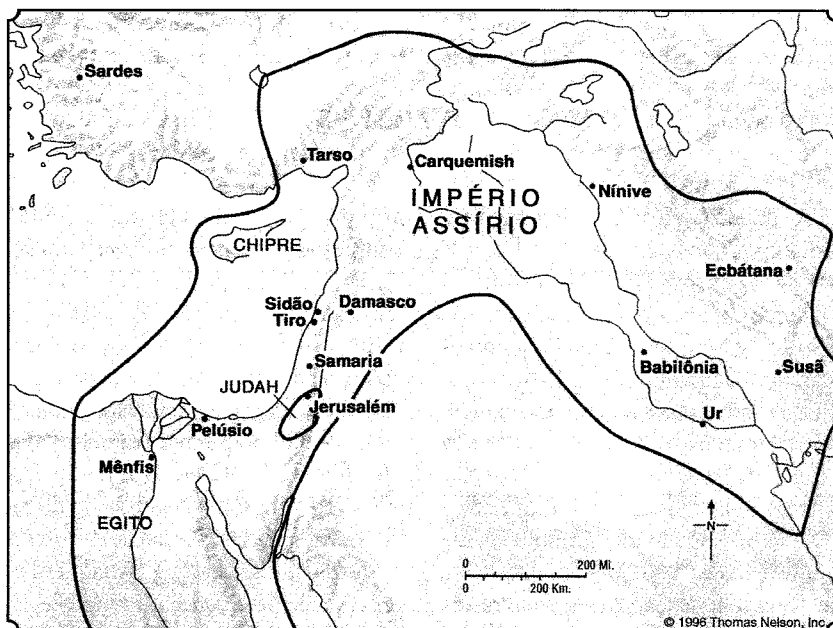 Sardes
Tarso
Carquemish
IMPÉRIO
ASSÍRIO
Nínive
CHIPRE
Ecbátana
Sidão
Damasco
Tiro
Samaria
Babilônia
Susã
JUDAH
Jerusalém
Ur
Pelúsio
Mênfis
EGITO
N
0 200 Mi.
0 200 Km.
© 1996 Thomas Nelson, Inc.